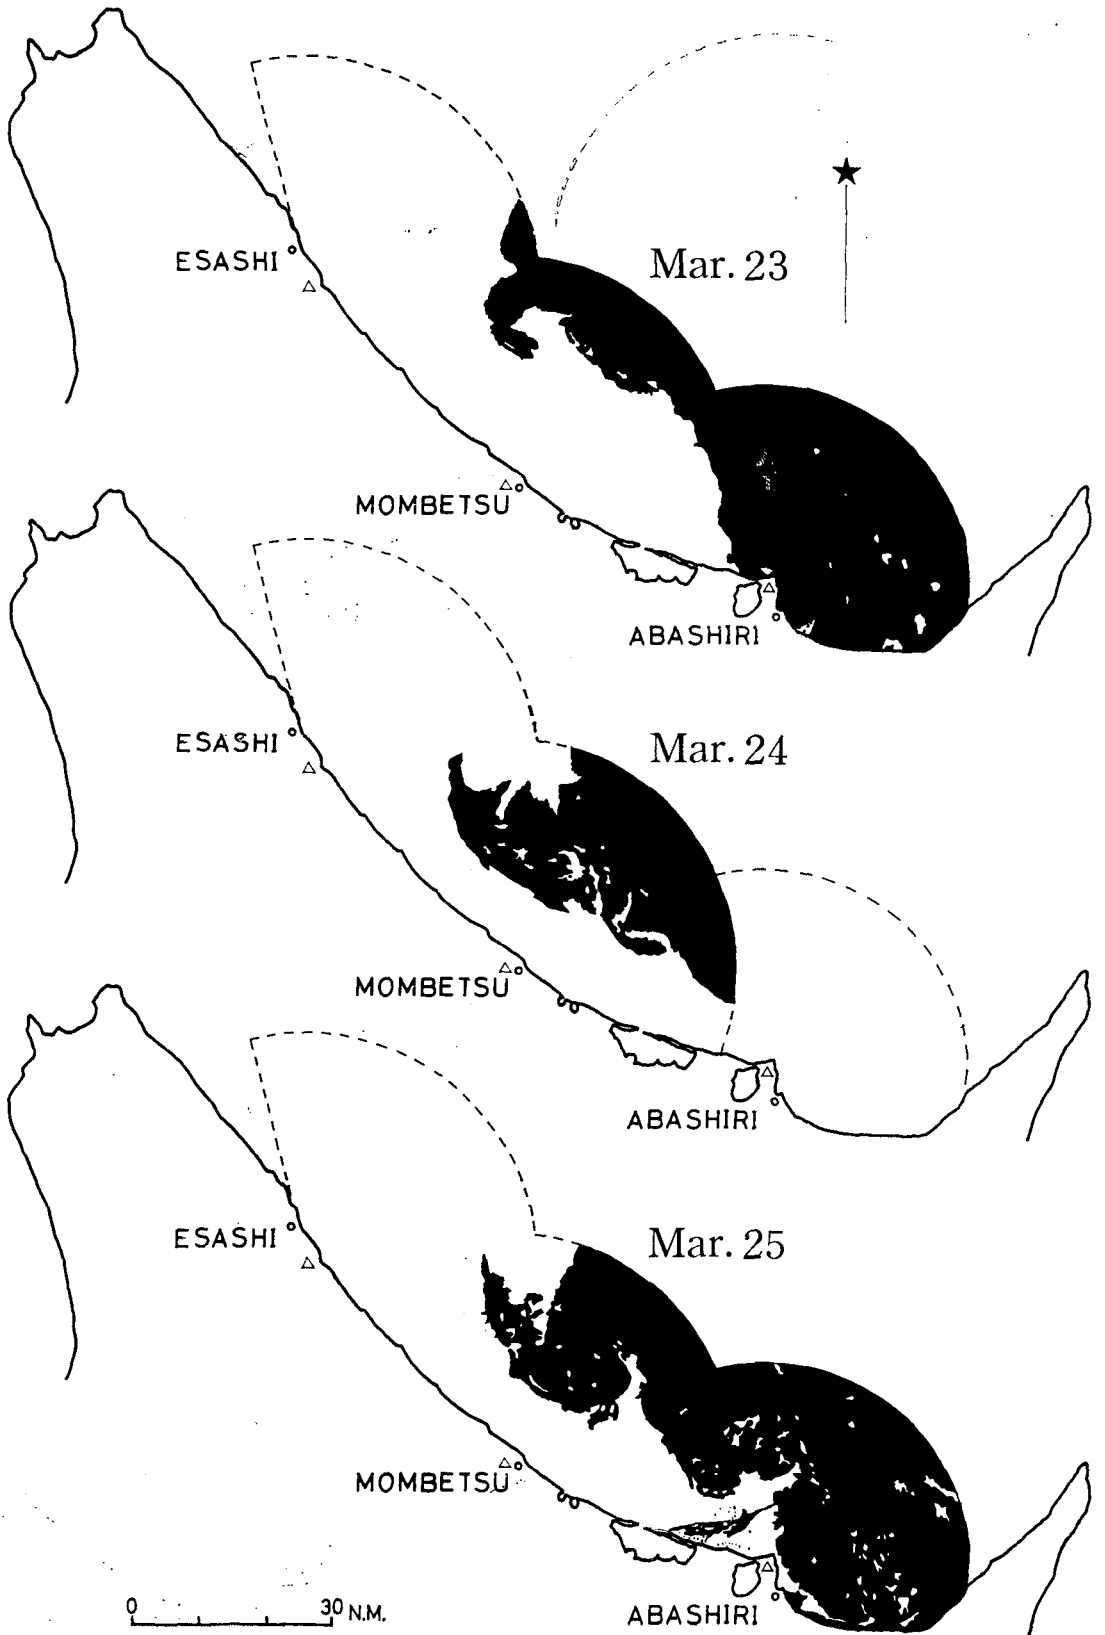 Mar. 23
ESASHI
MOMBETSU
ABASHIRI
Mar. 24
ESASHI
MOMBETSU
ABASHIRI
Mar. 25
ESASHI
MOMBETSU
ABASHIRI
0 30 N.M.